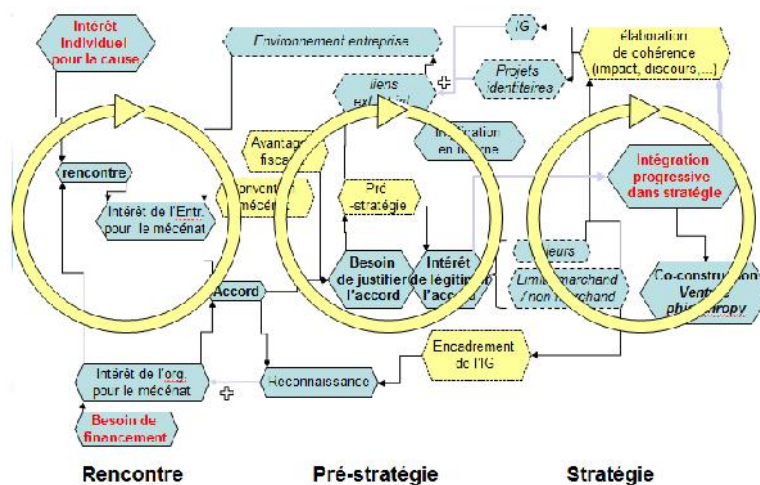 Intérêt
Individuel
pour la cause
Environnement entreprise
IG
Projets
identitaires
élaboration
de cohérence
(impact, discours,...)
liens
Avantage
fiscal
Implication
en interne
rencontre
Intérêt de l'Entr.
pour le mécénat
mécénat
Pré
-stratégie
Intégration
progressive
dans stratégie
Besoin
de justifier
l'accord
Intérêt
de légitimer
l'accord
Limite marchand
/ non marchand
Co-construction
Venture
philanthropy
Accord
Encadrement
de l'IG
Intérêt de l'org.
pour le mécénat
Reconnaissance
Besoin de
financement
Rencontre
Pré-stratégie
Stratégie